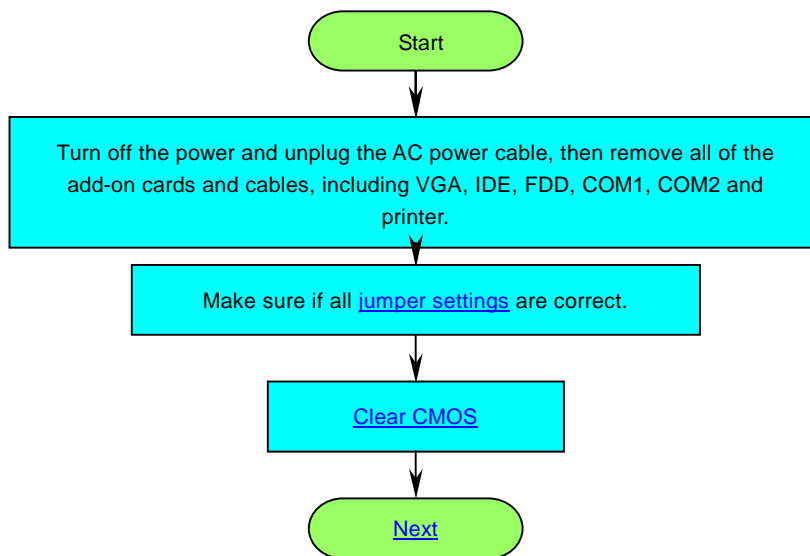 Start
Turn off the power and unplug the AC power cable, then remove all of the
add-on cards and cables, including VGA, IDE, FDD, COM1, COM2 and
printer.
Make sure if all jumper settings are correct.
Clear CMOS
Next